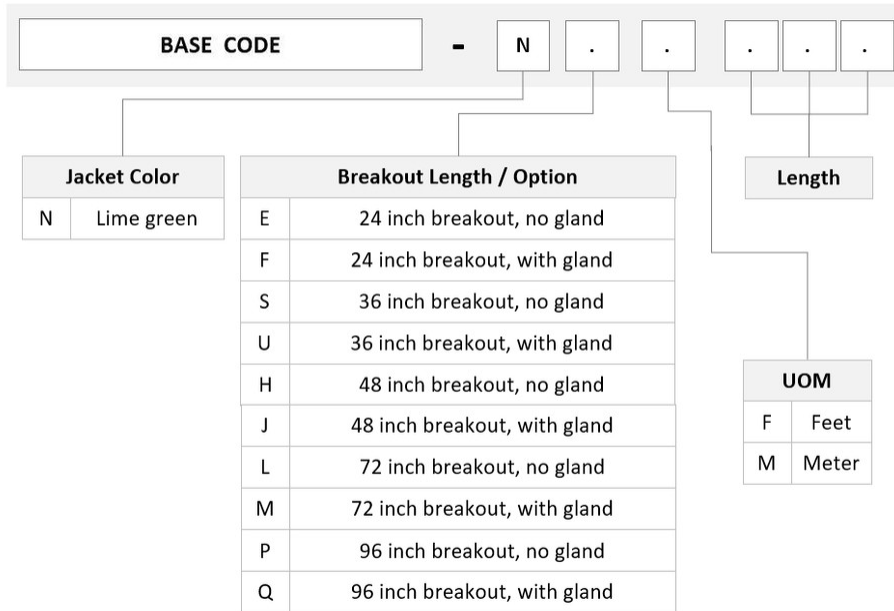 BASE CODE - N . . . . .
Jacket Color
N Lime green
Breakout Length / Option
E 24 inch breakout, no gland
F 24 inch breakout, with gland
S 36 inch breakout, no gland
U 36 inch breakout, with gland
H 48 inch breakout, no gland
J 48 inch breakout, with gland
L 72 inch breakout, no gland
M 72 inch breakout, with gland
P 96 inch breakout, no gland
Q 96 inch breakout, with gland
Length
UOM
F Feet
M Meter